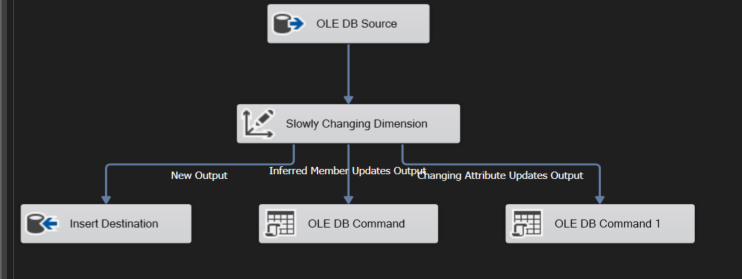 OLE DB Source
Slowly Changing Dimension
New Output
Inferred Member Updates Output
Changing Attribute Updates Output
Insert Destination
OLE DB Command
OLE DB Command 1